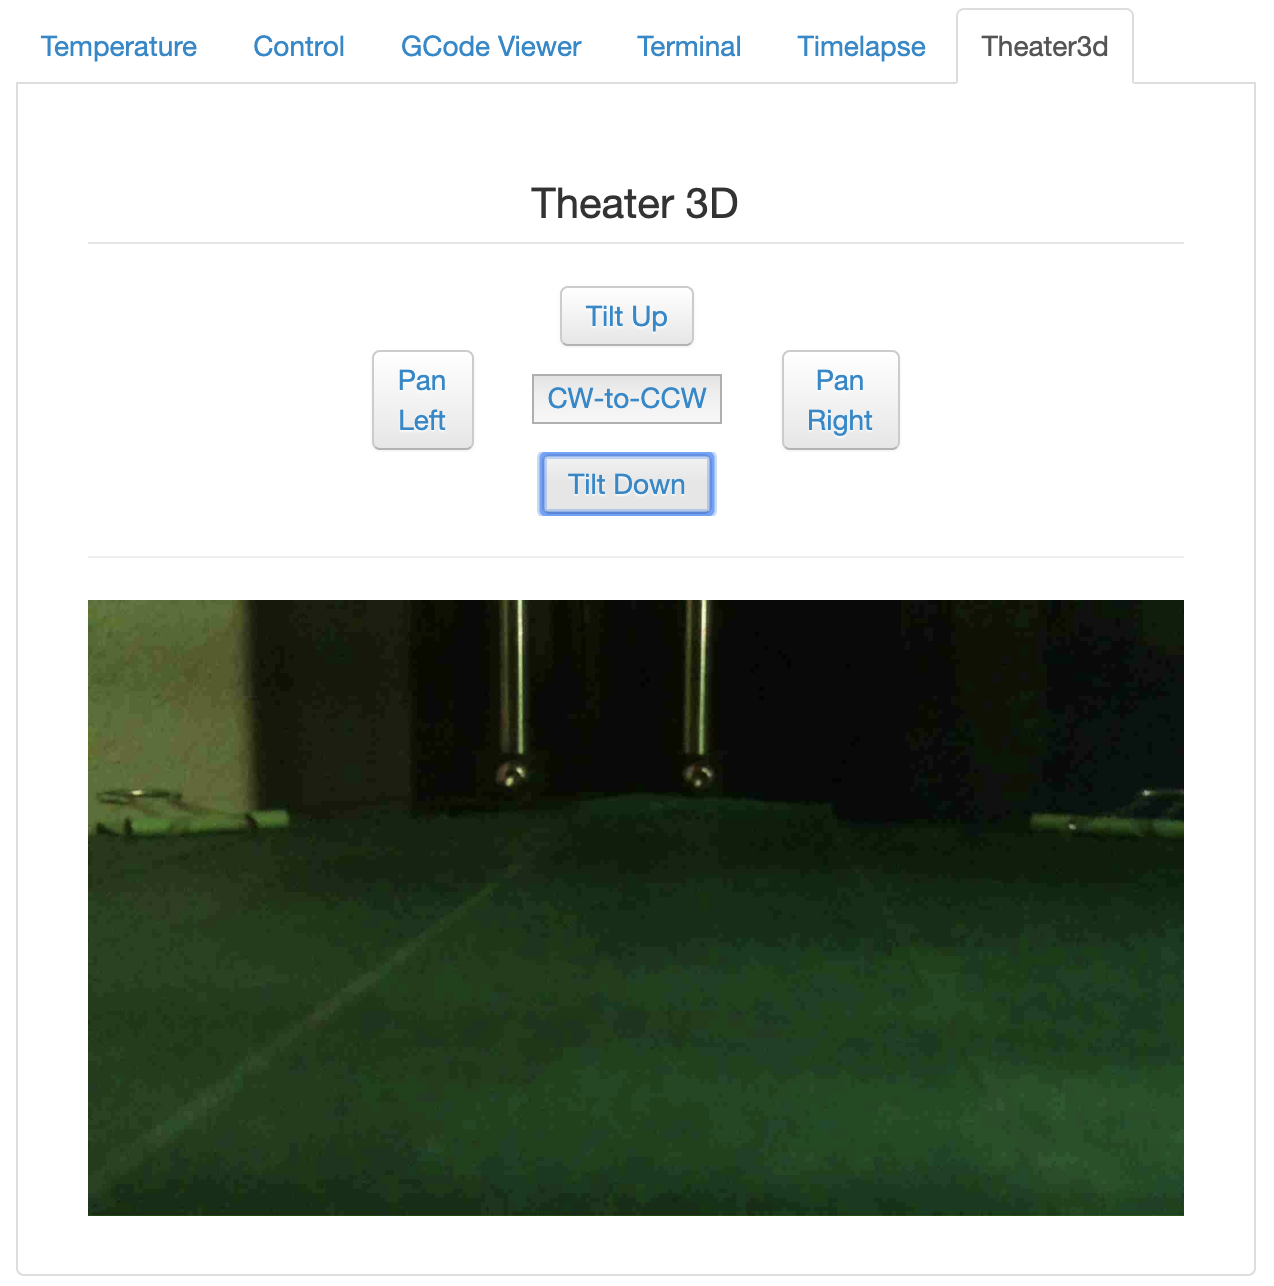 Temperature Control GCode Viewer Terminal Timelapse Theater3d
Theater 3D
Tilt Up
Pan
Left
CW-to-CCW
Pan
Right
Tilt Down